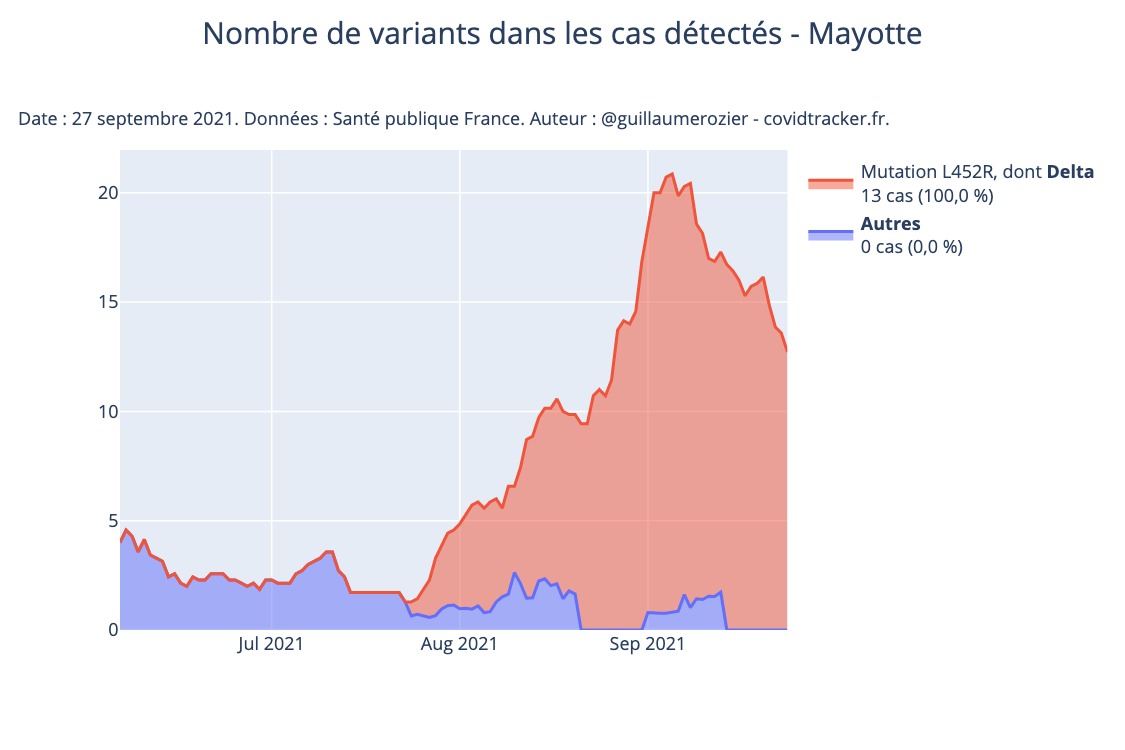 Nombre de variants dans les cas détectés - Mayotte
Date : 27 septembre 2021. Données : Santé publique France. Auteur : @guillaumerozier - covidtracker.fr.
Mutation L452R, dont Delta
13 cas (100,0 %)
Autres
0 cas (0,0 %)
20
15
10
5
0
Jul 2021
Aug 2021
Sep 2021